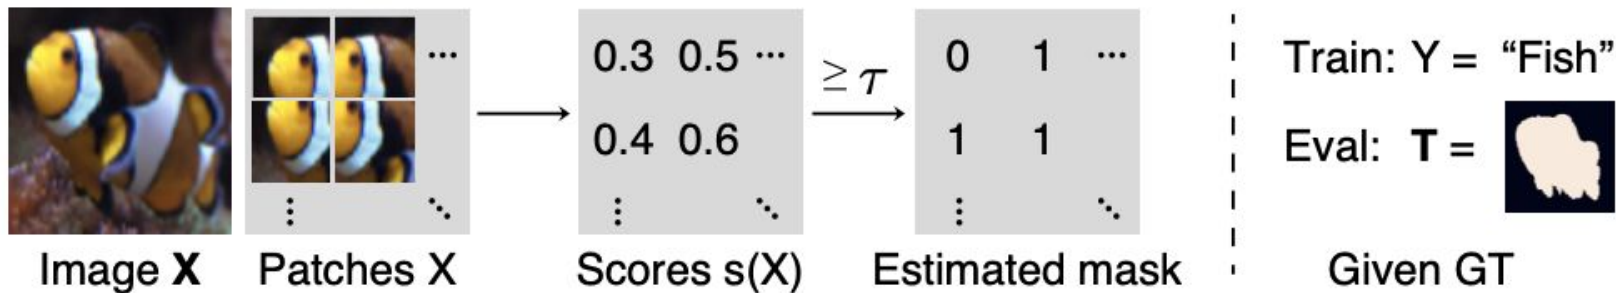 0.3 0.5 ... ≥ τ 0 1 ... Train: Y = “Fish”
0.4 0.6 1 1 Eval: T =
Image X Patches X Scores s(X) Estimated mask Given GT